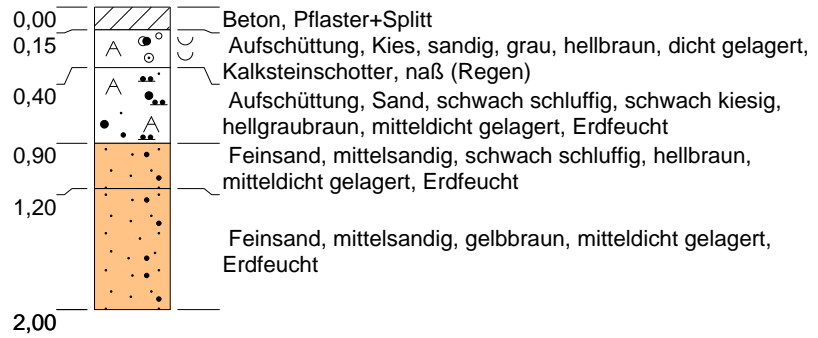 0,00 Beton, Pflaster+Splitt
0,15 Aufschüttung, Kies, sandig, grau, hellbraun, dicht gelagert,
Kalksteinschotter, naß (Regen)
0,40 Aufschüttung, Sand, schwach schluffig, schwach kiesig,
hellgraubraun, mitteldicht gelagert, Erdfeucht
0,90 Feinsand, mittelsandig, schwach schluffig, hellbraun,
mitteldicht gelagert, Erdfeucht
1,20
Feinsand, mittelsandig, gelbbraun, mitteldicht gelagert,
Erdfeucht
2,00